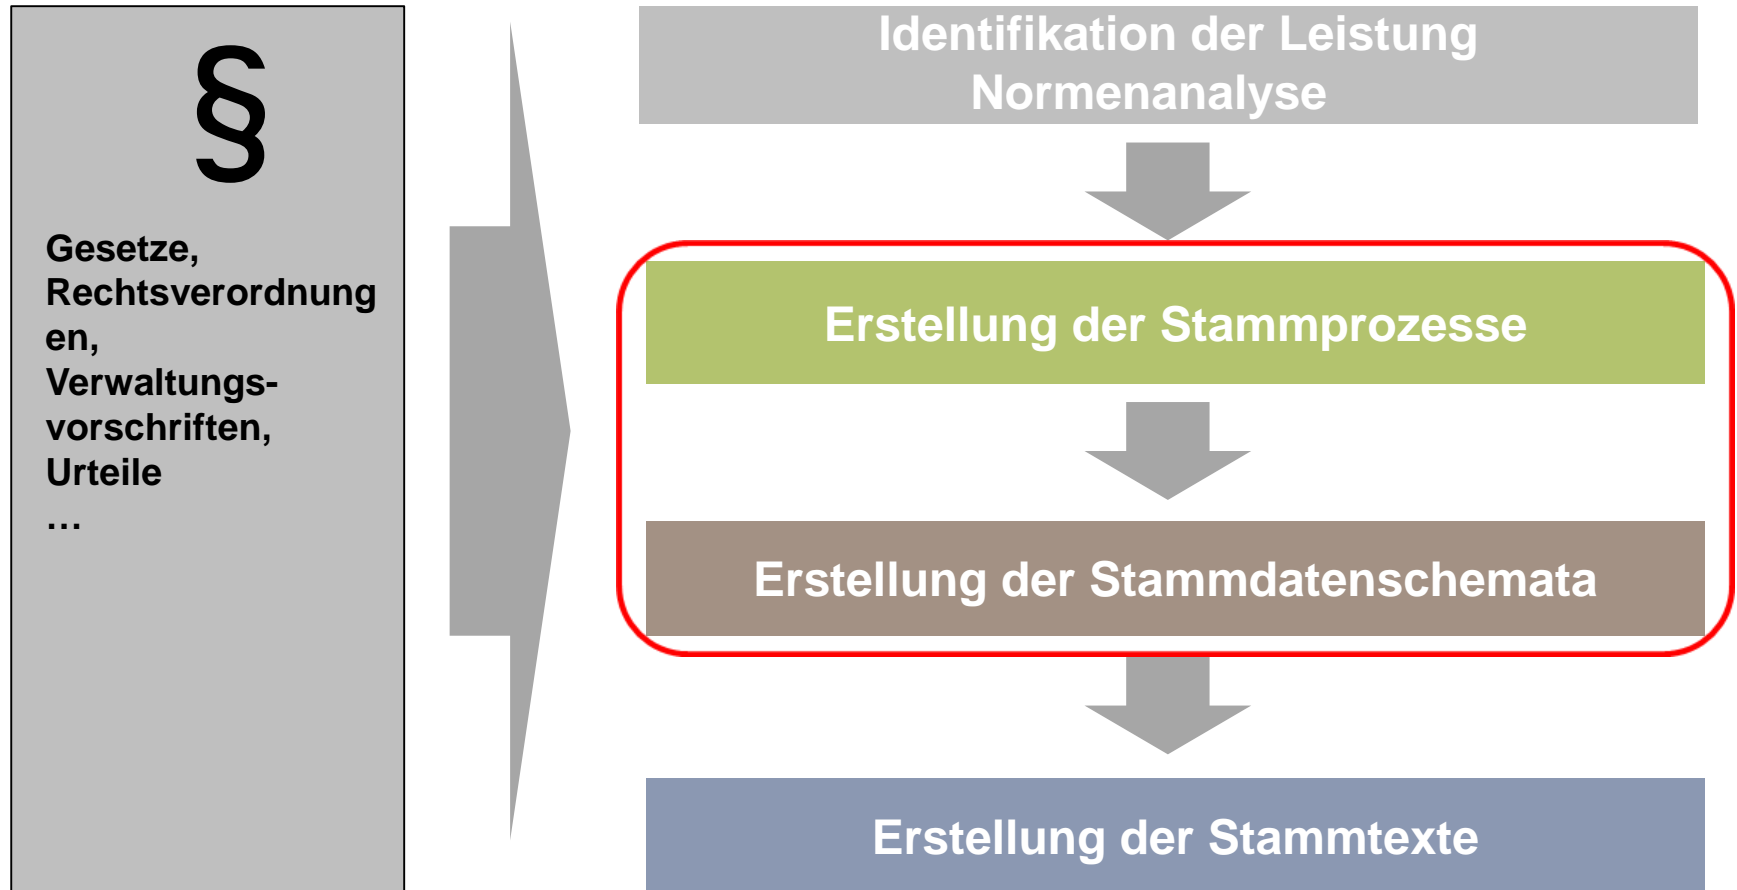 §
Gesetze,
Rechtsverordnung
en,
Verwaltungs-
vorschriften,
Urteile
…
Identifikation der Leistung
Normenanalyse
Erstellung der Stammprozesse
Erstellung der Stammdatenschemata
Erstellung der Stammtexte